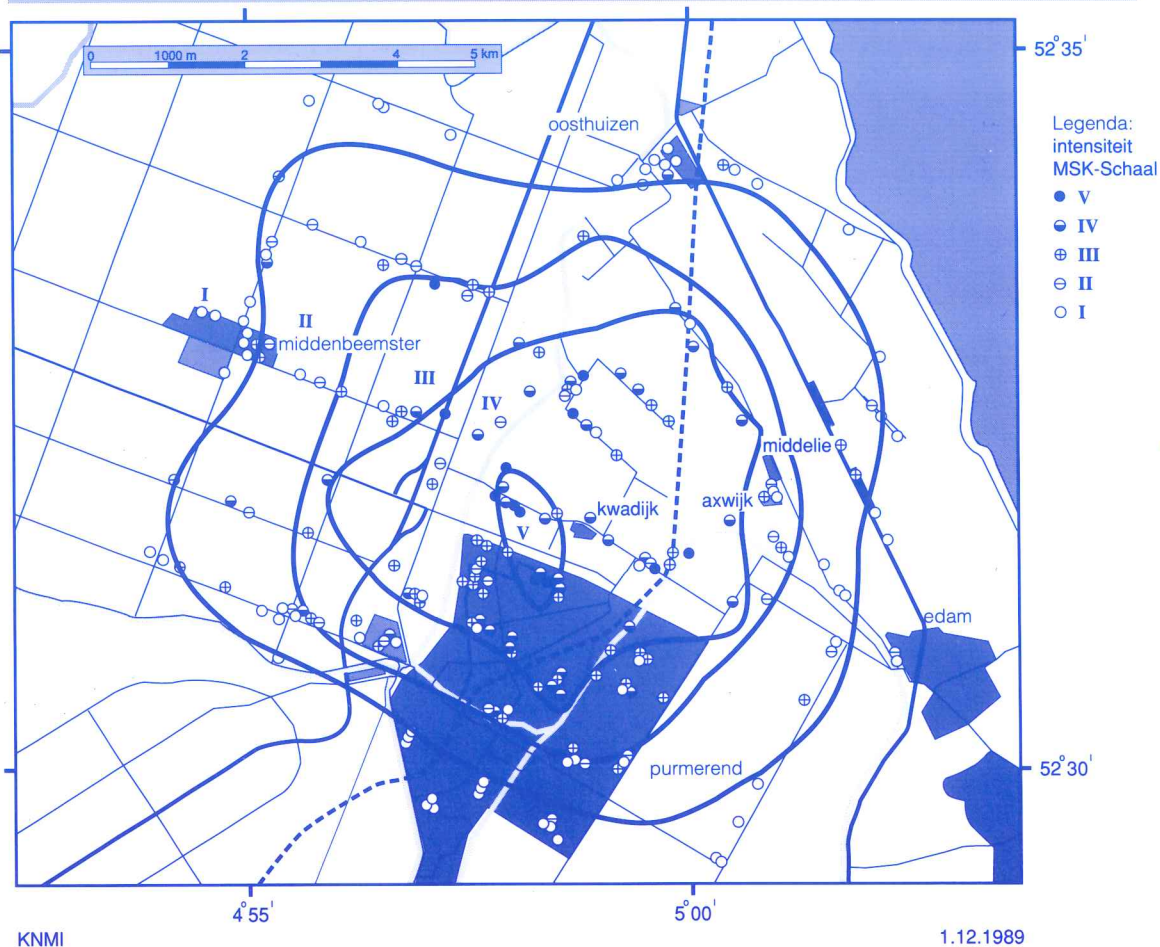 0 1000 m 2 4 5 km
52°35'
oosthuizen
Legenda:
intensiteit
MSK-Schaal
V
IV
III
II
I
I
II
middenbeemster
III
IV
middelie
kwadijk
axwijk
V
edam
purmerend
52°30'
4°55'
5°00'
KNMI
1.12.1989